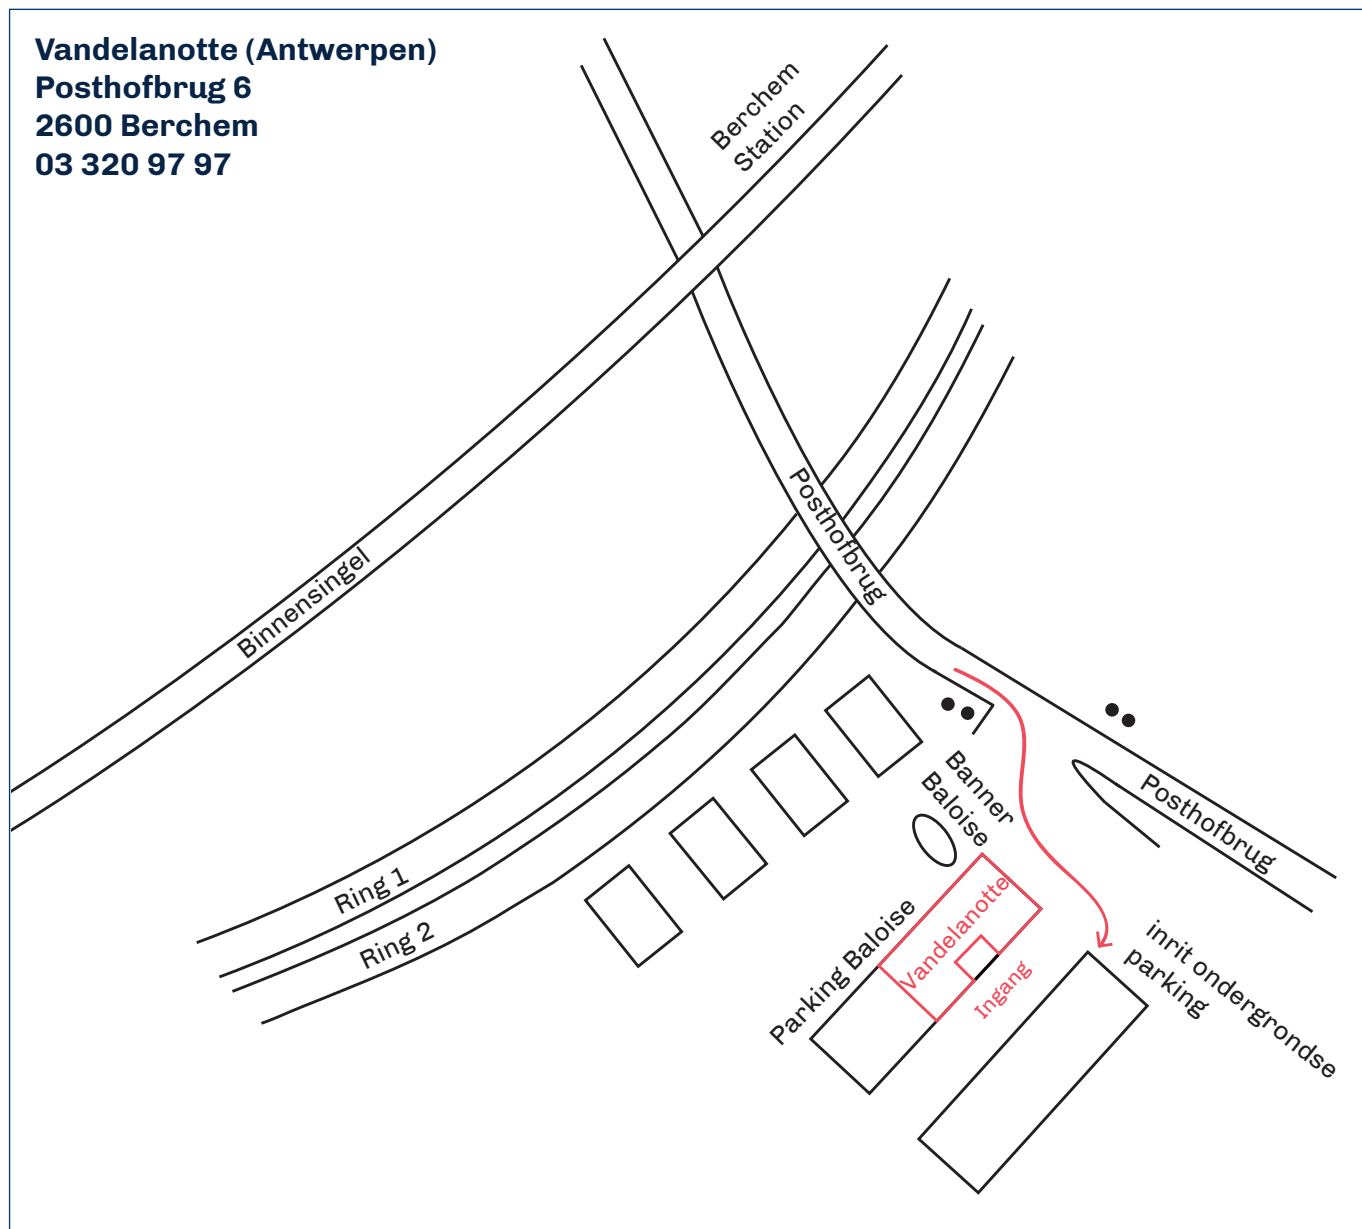 Vandelanotte (Antwerpen)
Posthofbrug 6
2600 Berchem
03 320 97 97
Berchem
Station
Binnensingel
Posthofbrug
Ring 1
Ring 2
Banner
Baloise
Posthofbrug
Parking Baloise
Vandelanotte
Ingang
inrit ondergrondse
parking